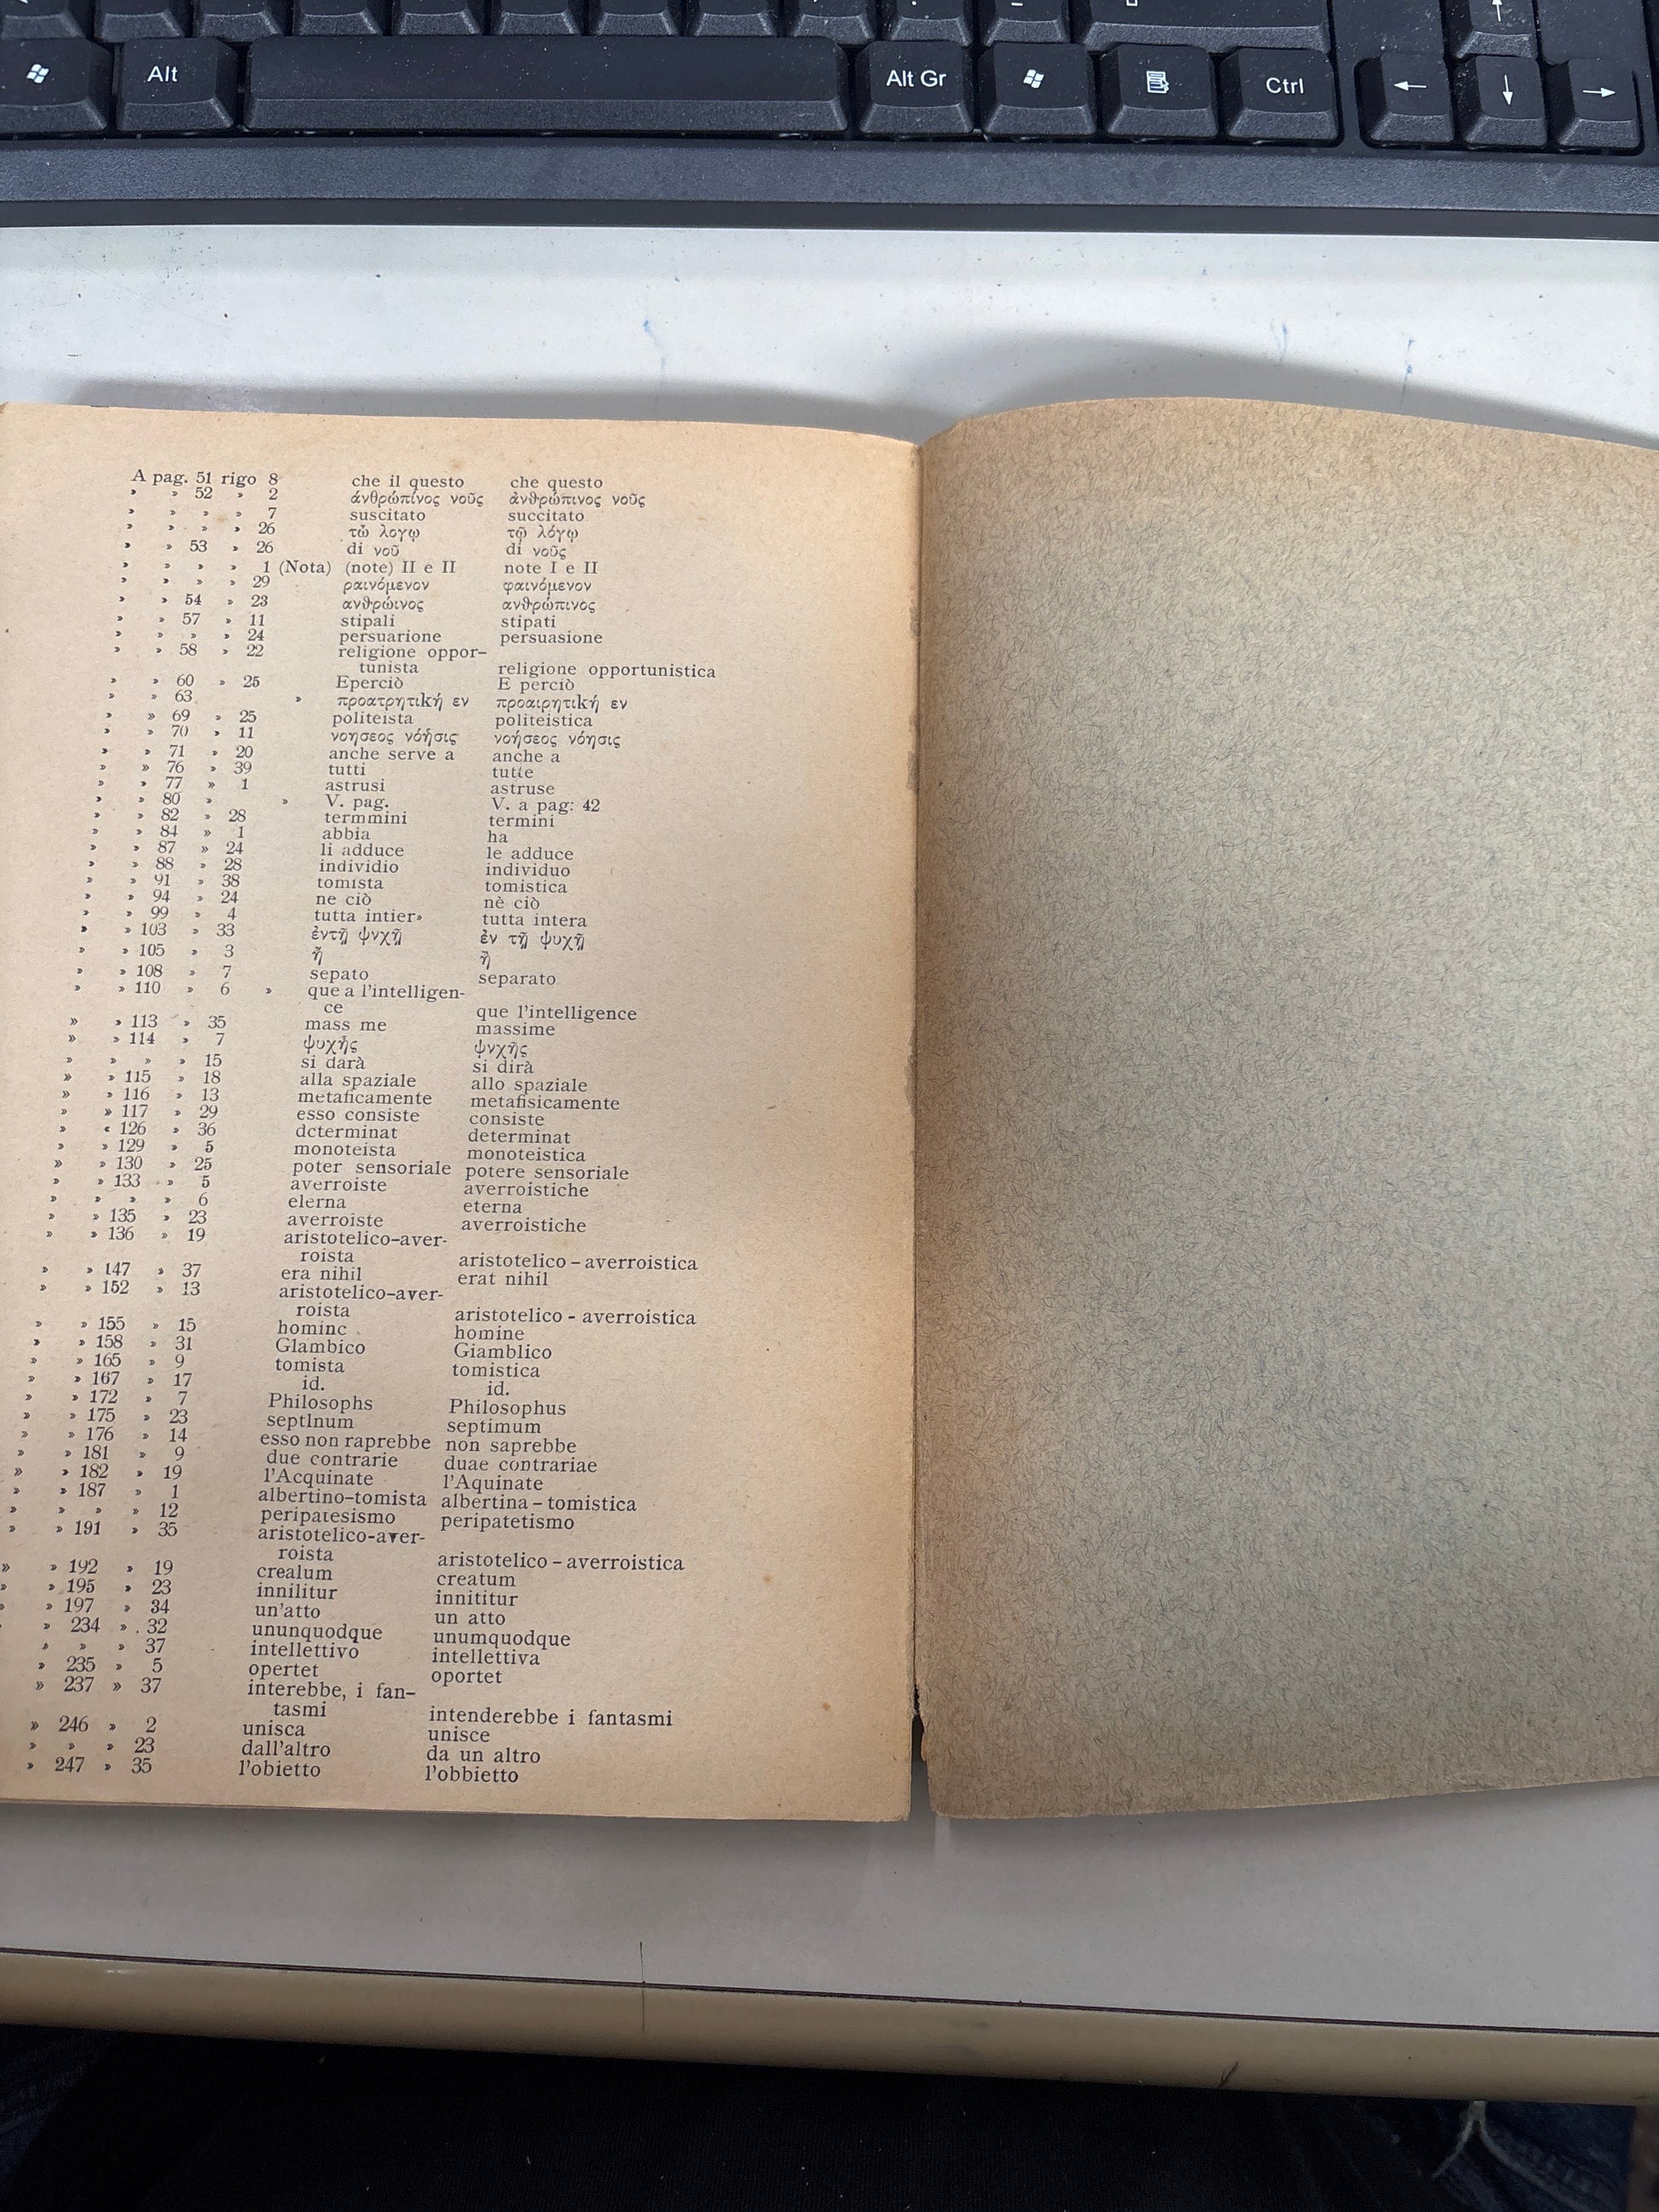 Alt
Alt Gr
Ctrl
A pag. 51 rigo 8 che il questo che questo
» » 52 » 2 άνθρώπίνος νοῦς ἀνθρώπινος νοῦς
» » » » 7 suscitato succitato
» » » » 26 τὦ λογῳ τῷ λόγῳ
» » 53 » 26 di νοῦ di νοῦς
» » » » 1 (Nota) (note) II e II note I e II
» » » » 29 ραινόμενον φαινόμενον
» » 54 » 23 ανθρώινος ανθρώπινος
» » 57 » 11 stipali stipati
» » » » 24 persuarione persuasione
» » 58 » 22 religione oppor-
tunista religione opportunistica
» » 60 » 25 Eperciò E perciò
» » 63 » προατρητική εν προαιρητική εν
» » 69 » 25 politeista politeistica
» » 70 » 11 νοησεος νόήσις νοήσεος νόησις
» » 71 » 20 anche serve a anche a
» » 76 » 39 tutti tutte
» » 77 » 1 astrusi astruse
» » 80 » » V. pag. V. a pag: 42
» » 82 » 28 termmini termini
» » 84 » 1 abbia ha
» » 87 » 24 li adduce le adduce
» » 88 » 28 individio individuo
» » 91 » 38 tomista tomistica
» » 94 » 24 ne ciò nè ciò
» » 99 » 4 tutta intier» tutta intera
» » 103 » 33 ἐντῇ ψνχῇ ἐν τῇ ψυχῇ
» » 105 » 3 ἦ ἢ
» » 108 » 7 sepato separato
» » 110 » 6 » que a l'intelligen-
ce que l'intelligence
» » 113 » 35 mass me massime
» » 114 » 7 ψυχἦς ψνχῆς
» » » » 15 si darà si dirà
» » 115 » 18 alla spaziale allo spaziale
» » 116 » 13 metaficamente metafisicamente
» » 117 » 29 esso consiste consiste
» « 126 » 36 dcterminat determinat
» » 129 » 5 monoteista monoteistica
» » 130 » 25 poter sensoriale potere sensoriale
» » 133 » 5 averroiste averroistiche
» » » » 6 elerna eterna
» » 135 » 23 averroiste averroistiche
» » 136 » 19 aristotelico-aver-
roista aristotelico-averroistica
» » 147 » 37 era nihil erat nihil
» » 152 » 13 aristotelico-aver-
roista aristotelico-averroistica
» » 155 » 15 hominc homine
» » 158 » 31 Glambico Giamblico
» » 165 » 9 tomista tomistica
» » 167 » 17 id. id.
» » 172 » 7 Philosophs Philosophus
» » 175 » 23 septlnum septimum
» » 176 » 14 esso non raprebbe non saprebbe
» » 181 » 9 due contrarie duae contrariae
» » 182 » 19 l'Acquinate l'Aquinate
» » 187 » 1 albertino-tomista albertina-tomistica
» » » » 12 peripatesismo peripatetismo
» » 191 » 35 aristotelico-aver-
roista aristotelico-averroistica
» » 192 » 19 crealum creatum
» » 195 » 23 innilitur innititur
» » 197 » 34 un'atto un atto
» » 234 » 32 ununquodque unumquodque
» » » 37 intellettivo intellettiva
» 235 » 5 opertet oportet
» 237 » 37 interebbe, i fan-
tasmi intenderebbe i fantasmi
» 246 » 2 unisca unisce
» » » 23 dall'altro da un altro
» 247 » 35 l'obietto l'obbietto